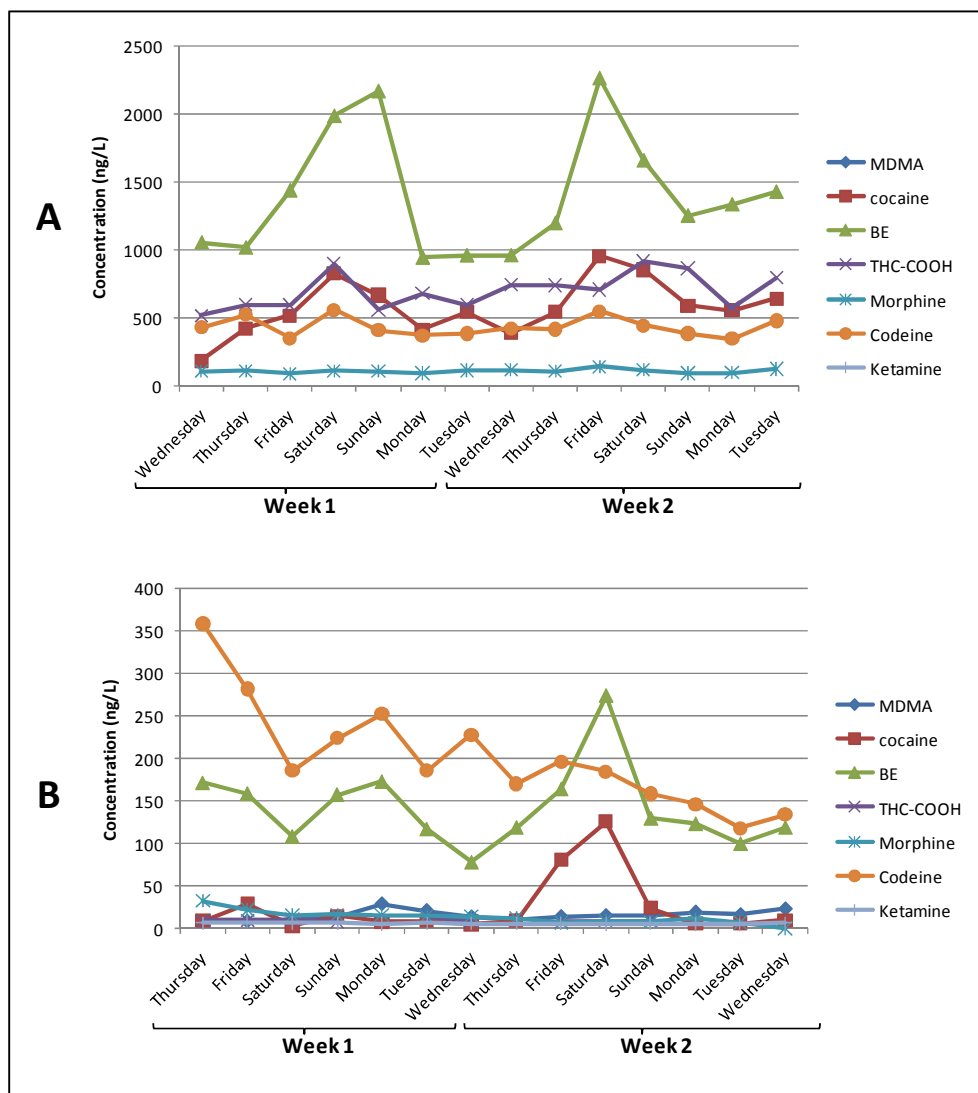 A
Concentration (ng/L)
2500
2000
1500
1000
500
0
Wednesday
Thursday
Friday
Saturday
Sunday
Monday
Tuesday
Wednesday
Thursday
Friday
Saturday
Sunday
Monday
Tuesday
Week 1
Week 2
MDMA
cocaine
BE
THC-COOH
Morphine
Codeine
Ketamine
B
Concentration (ng/L)
400
350
300
250
200
150
100
50
0
Thursday
Friday
Saturday
Sunday
Monday
Tuesday
Wednesday
Thursday
Friday
Saturday
Sunday
Monday
Tuesday
Wednesday
Week 1
Week 2
MDMA
cocaine
BE
THC-COOH
Morphine
Codeine
Ketamine